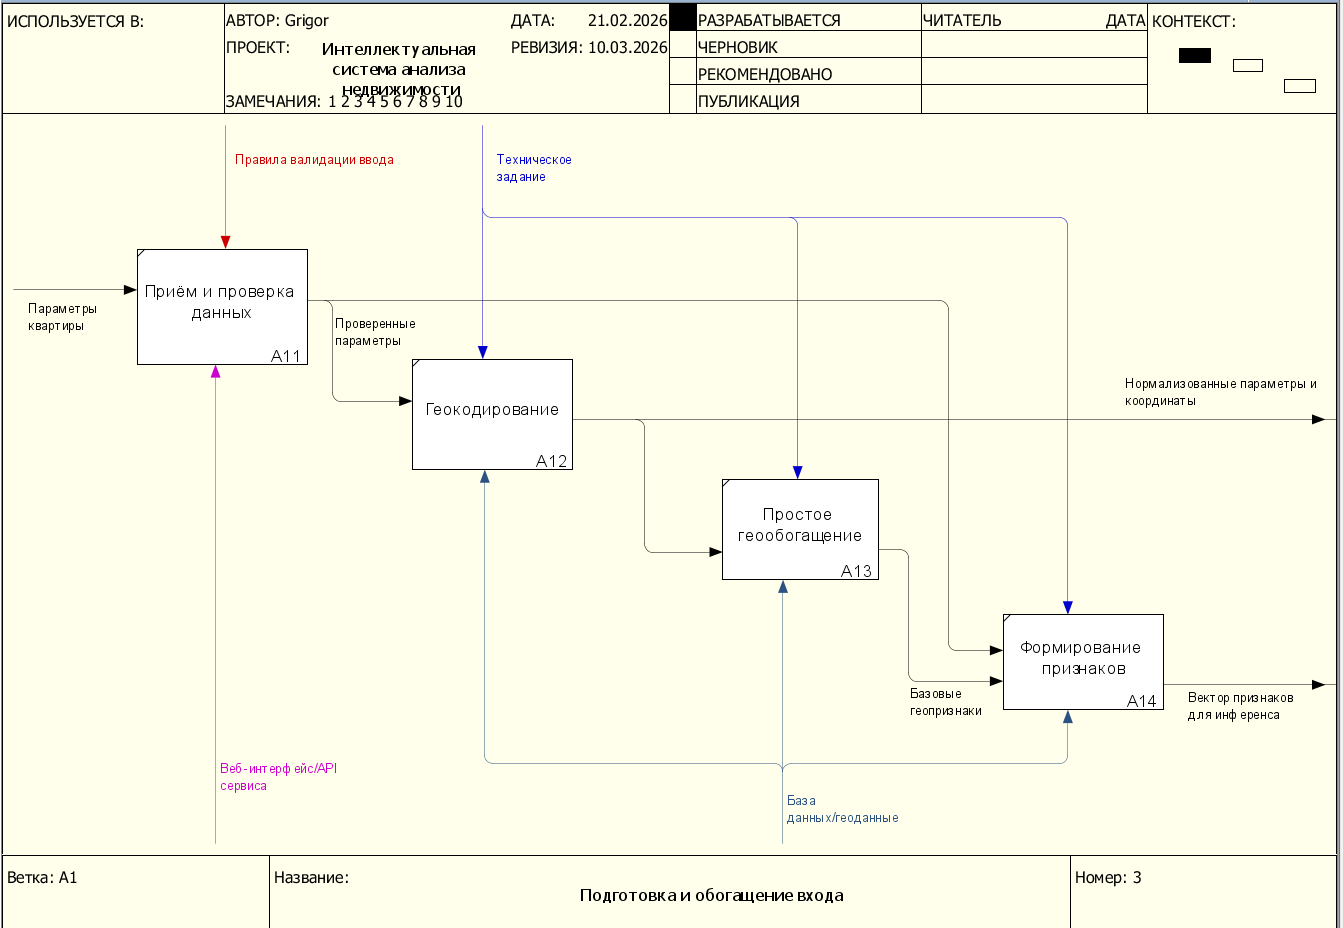 ИСПОЛЬЗУЕТСЯ В:
АВТОР: Grigor
ДАТА: 21.02.2026
РАЗРАБАТЫВАЕТСЯ
ЧИТАТЕЛЬ
ДАТА
КОНТЕКСТ:
ПРОЕКТ:
Интеллектуальная
система анализа
недвижимости
РЕВИЗИЯ: 10.03.2026
ЧЕРНОВИК
РЕКОМЕНДОВАНО
ЗАМЕЧАНИЯ: 1 2 3 4 5 6 7 8 9 10
ПУБЛИКАЦИЯ
Правила валидации ввода
Техническое
задание
Приём и проверка
данных
A11
Параметры
квартиры
Проверенные
параметры
Геокодирование
A12
Нормализованные параметры и
координаты
Простое
геообогащение
A13
Формирование
признаков
A14
Базовые
геопризнаки
Вектор признаков
для инференса
Веб-интерфейс/API
сервиса
База
данных/геоданные
Ветка: A1
Название:
Подготовка и обогащение входа
Номер: 3